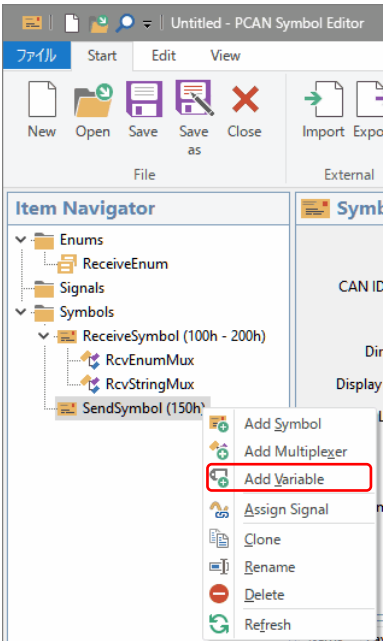 Untitled - PCAN Symbol Editor
ファイル Start Edit View
New Open Save Save as Close Import
File External
Item Navigator
Enums
ReceiveEnum
CAN ID
Signals
Symbols
ReceiveSymbol (100h - 200h)
RcvEnumMux
Display
RcvStringMux
SendSymbol (150h)
Add Symbol
Add Multiplexer
Add Variable
Assign Signal
Clone
Rename
Delete
Refresh